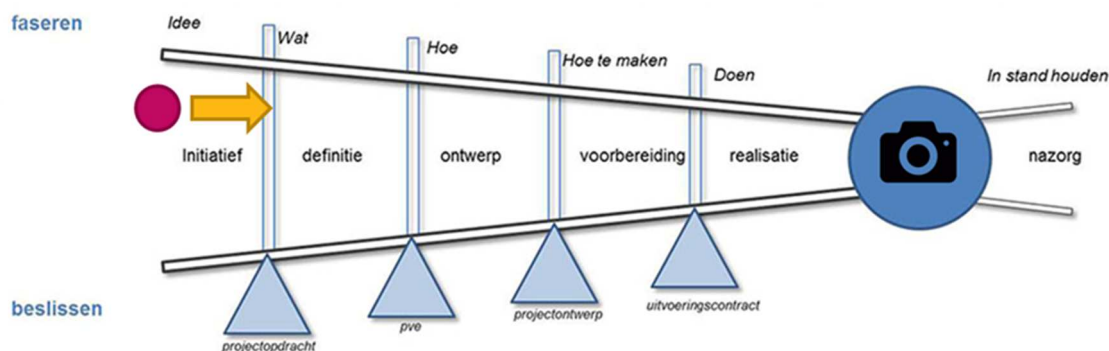 faseren
Idee
Wat
Hoe
Hoe te maken
Doen
In stand houden
Initiatief
definitie
ontwerp
voorbereiding
realisatie
nazorg
beslissen
projectopdracht
pve
projectontwerp
uitvoeringscontract